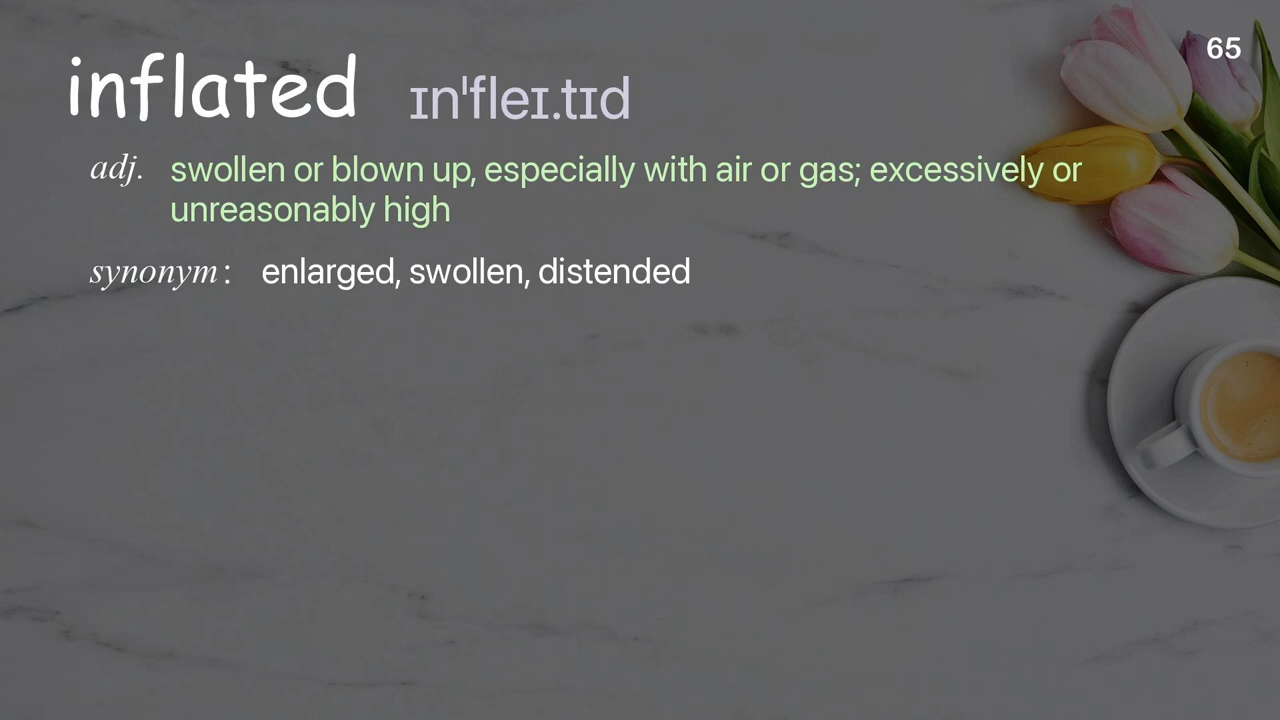 65
inflated ɪnˈfleɪ.tɪd
adj. swollen or blown up, especially with air or gas; excessively or
unreasonably high
synonym: enlarged, swollen, distended